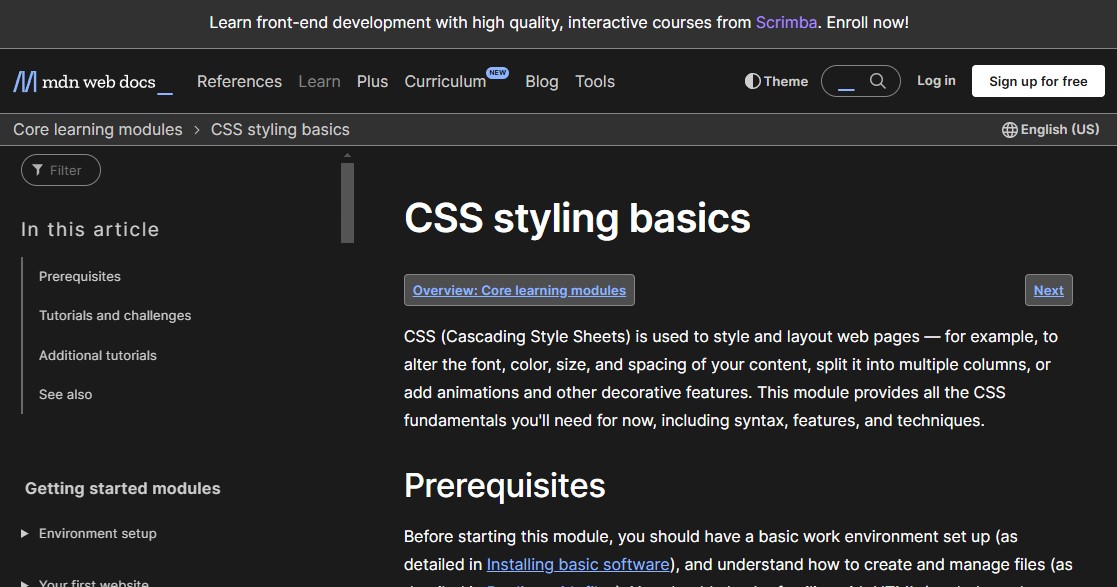 Learn front-end development with high quality, interactive courses from Scrimba. Enroll now!
mdn web docs_ References Learn Plus Curriculum NEW Blog Tools Theme Log in Sign up for free
Core learning modules CSS styling basics English (US)
Filter
In this article
Prerequisites
Tutorials and challenges
Additional tutorials
See also
Getting started modules
Environment setup
Your first website
CSS styling basics
Overview: Core learning modules Next
CSS (Cascading Style Sheets) is used to style and layout web pages — for example, to
alter the font, color, size, and spacing of your content, split it into multiple columns, or
add animations and other decorative features. This module provides all the CSS
fundamentals you'll need for now, including syntax, features, and techniques.
Prerequisites
Before starting this module, you should have a basic work environment set up (as
detailed in Installing basic software), and understand how to create and manage files (as